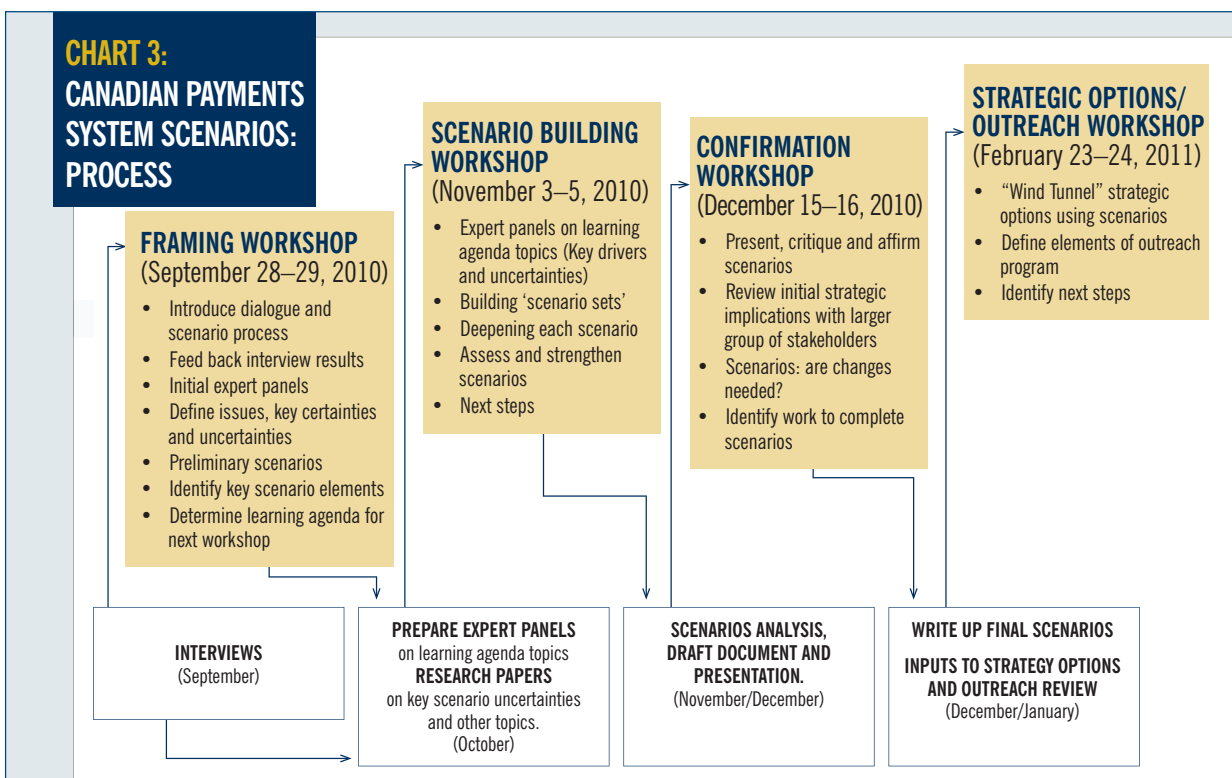 CHART 3:
CANADIAN PAYMENTS
SYSTEM SCENARIOS:
PROCESS
FRAMING WORKSHOP
(September 28–29, 2010)
• Introduce dialogue and
scenario process
• Feed back interview results
• Initial expert panels
• Define issues, key certainties
and uncertainties
• Preliminary scenarios
• Identify key scenario elements
• Determine learning agenda for
next workshop
SCENARIO BUILDING
WORKSHOP
(November 3–5, 2010)
• Expert panels on learning
agenda topics (Key drivers
and uncertainties)
• Building ‘scenario sets’
• Deepening each scenario
• Assess and strengthen
scenarios
• Next steps
CONFIRMATION
WORKSHOP
(December 15–16, 2010)
• Present, critique and affirm
scenarios
• Review initial strategic
implications with larger
group of stakeholders
• Scenarios: are changes
needed?
• Identify work to complete
scenarios
STRATEGIC OPTIONS/
OUTREACH WORKSHOP
(February 23–24, 2011)
• “Wind Tunnel” strategic
options using scenarios
• Define elements of outreach
program
• Identify next steps
INTERVIEWS
(September)
PREPARE EXPERT PANELS
on learning agenda topics
RESEARCH PAPERS
on key scenario uncertainties
and other topics.
(October)
SCENARIOS ANALYSIS,
DRAFT DOCUMENT AND
PRESENTATION.
(November/December)
WRITE UP FINAL SCENARIOS
INPUTS TO STRATEGY OPTIONS
AND OUTREACH REVIEW
(December/January)